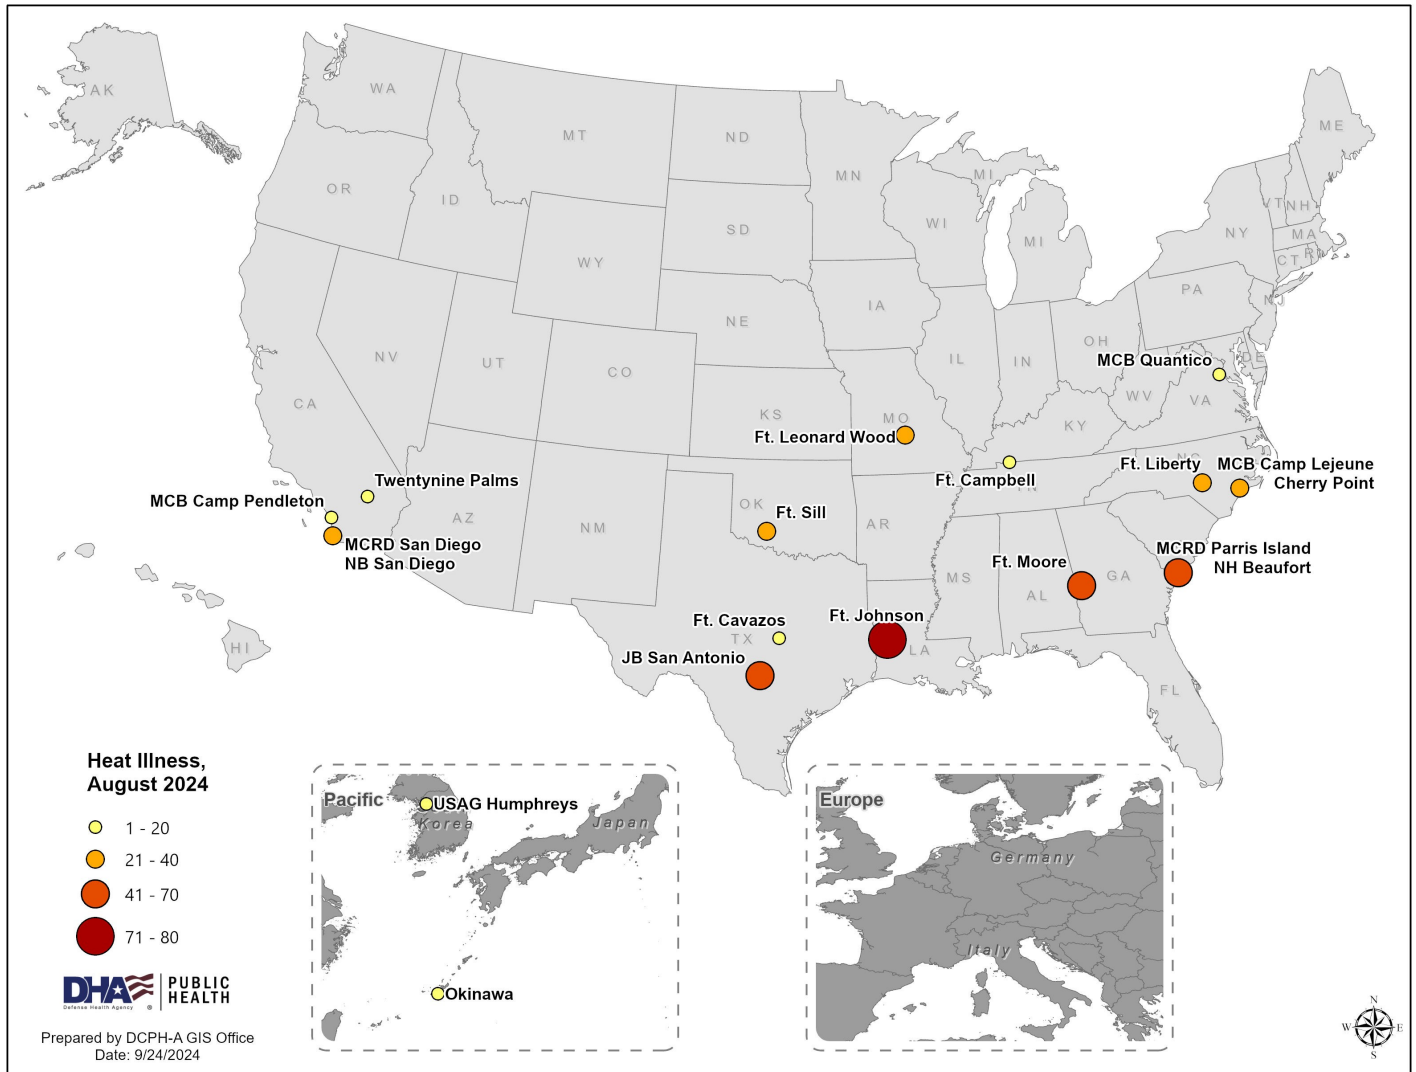 AK
WA
MT
ND
MN
MI
ME
OR
ID
SD
WI
MI
VT
NH
NY
MA
WY
CT
RI
IA
PA
NJ
NE
NV
UT
CO
IL
IN
OH
DE
MCB Quantico
CA
KS
MO
WV
VA
KY
Ft. Leonard Wood
Twentynine Palms
Ft. Campbell
TN
Ft. Liberty
NC
MCB Camp Lejeune
Cherry Point
MCB Camp Pendleton
AZ
NM
OK
Ft. Sill
AR
MCRD San Diego
NB San Diego
MCRD Parris Island
NH Beaufort
Ft. Moore
MS
AL
GA
HI
Ft. Cavazos
TX
Ft. Johnson
LA
JB San Antonio
FL
Heat Illness,
August 2024
1 - 20
21 - 40
41 - 70
71 - 80
Pacific
USAG Humphreys
Korea
Japan
Okinawa
Europe
Germany
Italy
DHA
Defense Health Agency
®
PUBLIC
HEALTH
Prepared by DCPH-A GIS Office
Date: 9/24/2024
N
W
E
S